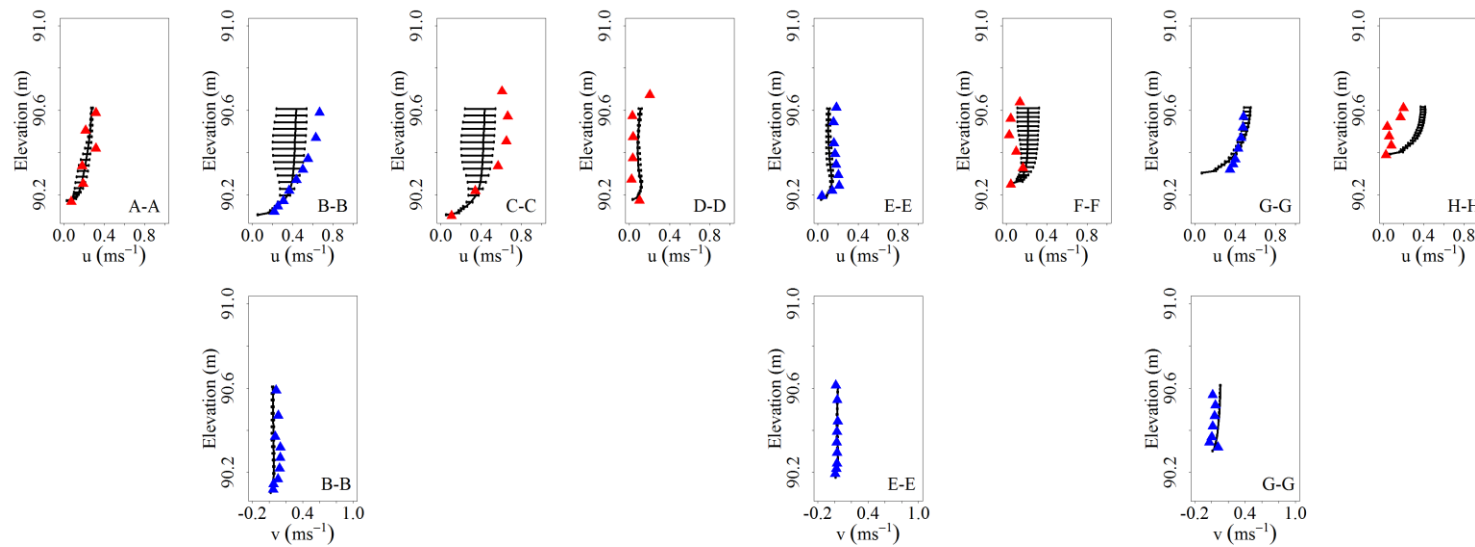 Elevation (m)
91.0
90.6
90.2
A-A
0.0 0.4 0.8
u (ms⁻¹)
Elevation (m)
91.0
90.6
90.2
B-B
0.0 0.4 0.8
u (ms⁻¹)
Elevation (m)
91.0
90.6
90.2
C-C
0.0 0.4 0.8
u (ms⁻¹)
Elevation (m)
91.0
90.6
90.2
D-D
0.0 0.4 0.8
u (ms⁻¹)
Elevation (m)
91.0
90.6
90.2
E-E
0.0 0.4 0.8
u (ms⁻¹)
Elevation (m)
91.0
90.6
90.2
F-F
0.0 0.4 0.8
u (ms⁻¹)
Elevation (m)
91.0
90.6
90.2
G-G
0.0 0.4 0.8
u (ms⁻¹)
Elevation (m)
91.0
90.6
90.2
H-H
0.0 0.4 0.8
u (ms⁻¹)
Elevation (m)
91.0
90.6
90.2
B-B
-0.2 0.4 1.0
v (ms⁻¹)
Elevation (m)
91.0
90.6
90.2
E-E
-0.2 0.4 1.0
v (ms⁻¹)
Elevation (m)
91.0
90.6
90.2
G-G
-0.2 0.4 1.0
v (ms⁻¹)